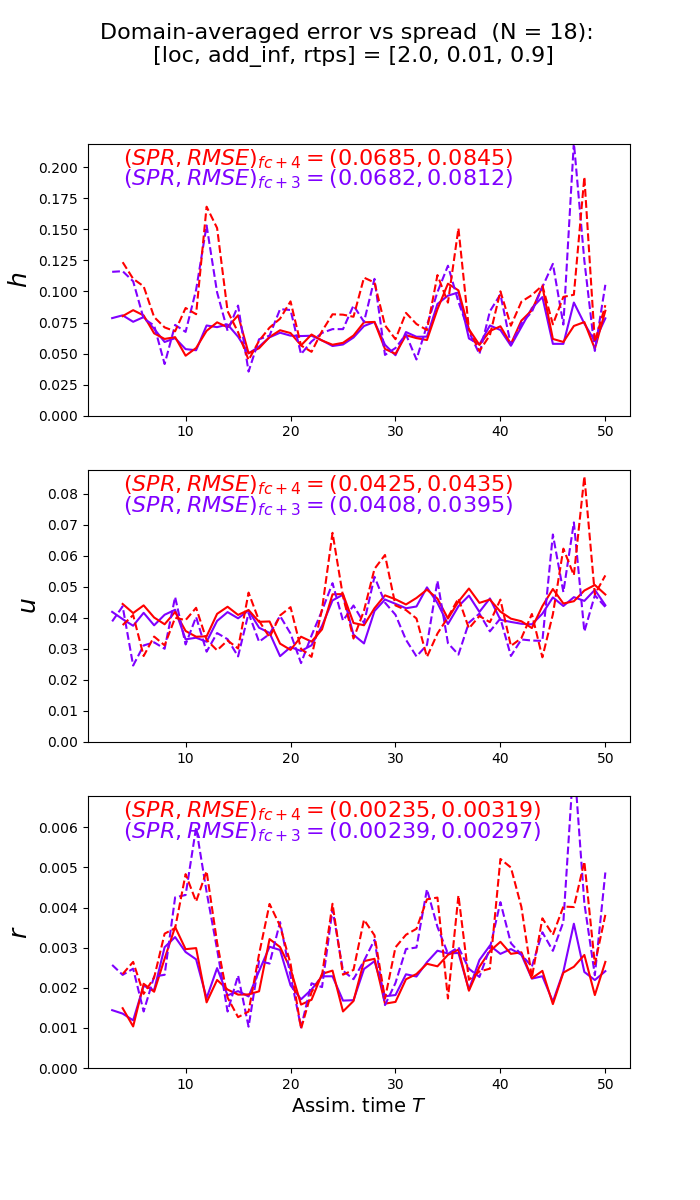 Domain-averaged error vs spread (N = 18):
[loc, add_inf, rtps] = [2.0, 0.01, 0.9]
(SPR, RMSE)fc+4 = (0.0685, 0.0845)
(SPR, RMSE)fc+3 = (0.0682, 0.0812)
0.200
0.175
0.150
0.125
0.100
0.075
0.050
0.025
0.000
h
10 20 30 40 50
(SPR, RMSE)fc+4 = (0.0425, 0.0435)
(SPR, RMSE)fc+3 = (0.0408, 0.0395)
0.08
0.07
0.06
0.05
0.04
0.03
0.02
0.01
0.00
u
10 20 30 40 50
(SPR, RMSE)fc+4 = (0.00235, 0.00319)
(SPR, RMSE)fc+3 = (0.00239, 0.00297)
0.006
0.005
0.004
0.003
0.002
0.001
0.000
r
10 20 30 40 50
Assim. time T